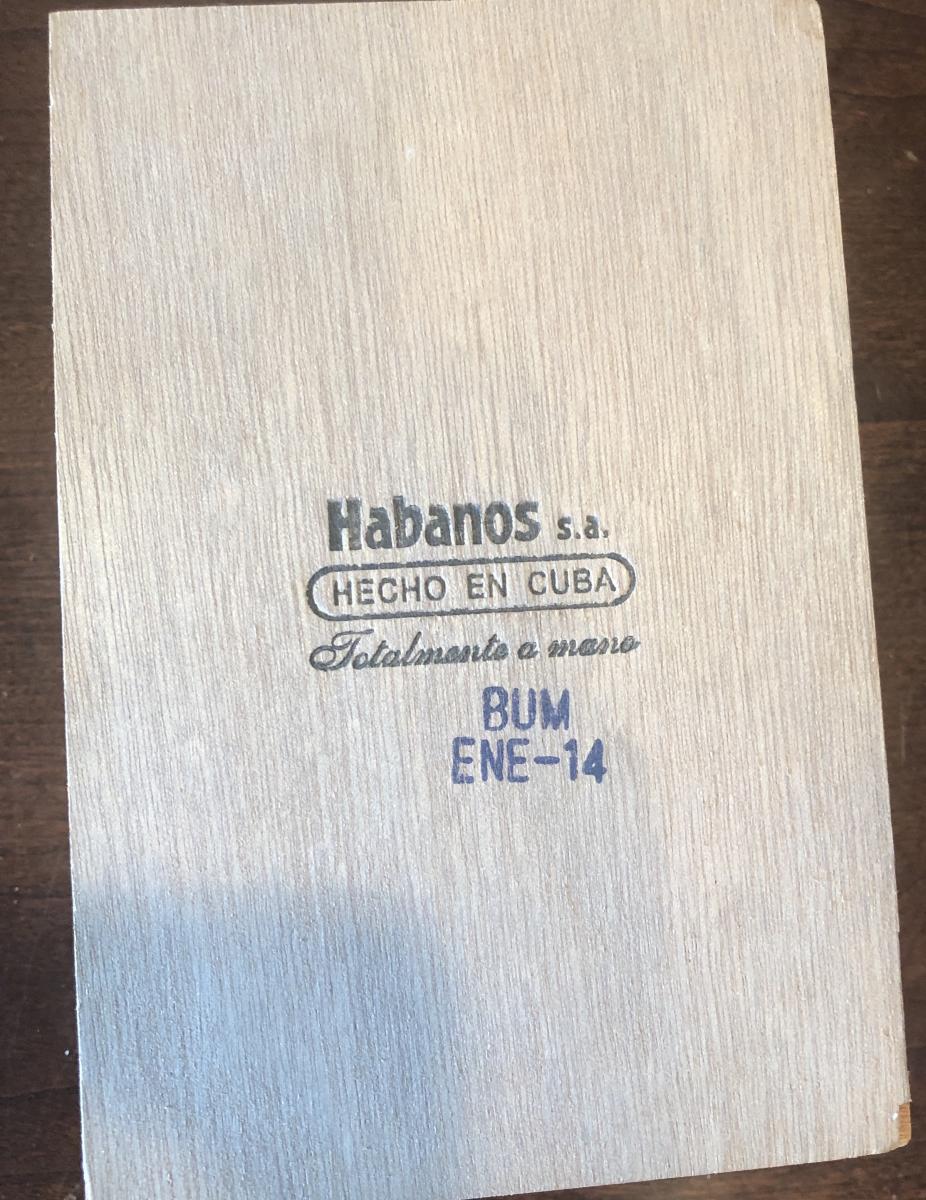 Habanos s.a.
HECHO EN CUBA
Totalmente a mano
BUM
ENE-14